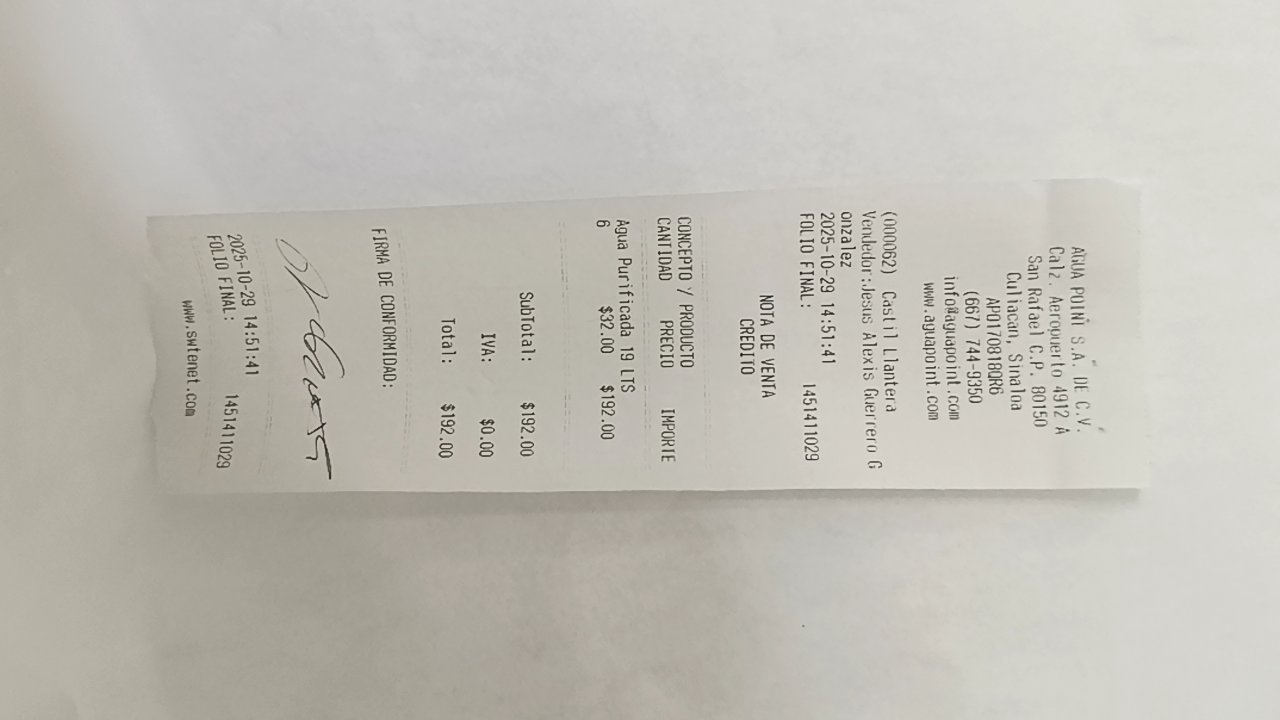 AGUA POINT S.A. DE C.V.
Calz. Aeropuerto 4912 A
San Rafael C.P. 80150
Culiacan, Sinaloa
APO170818QR6
(667) 744-9350
info@aguapoint.com
www.aguapoint.com
(000062) Castil Llantera
Vendedor:Jesus Alexis Guerrero G
onzalez
2025-10-29 14:51:41
FOLIO FINAL: 1451411029
NOTA DE VENTA
CREDITO
CONCEPTO Y PRODUCTO
CANTIDAD PRECIO IMPORTE
Agua Purificada 19 LTS
6 $32.00 $192.00
SubTotal: $192.00
IVA: $0.00
Total: $192.00
FIRMA DE CONFORMIDAD:
2025-10-29 14:51:41
FOLIO FINAL: 1451411029
www.swtenet.com